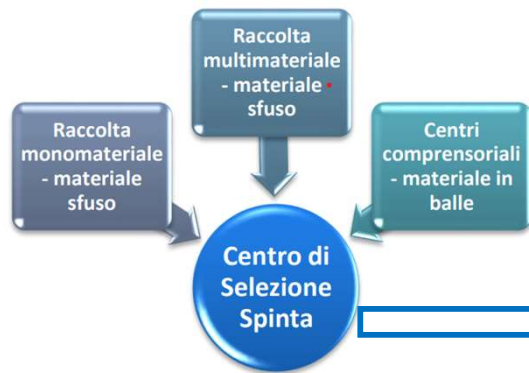 Raccolta
multimateriale
- materiale
sfuso
Raccolta
monomateriale
- materiale
sfuso
Centri
comprensoriali
- materiale in
balle
Centro di
Selezione
Spinta